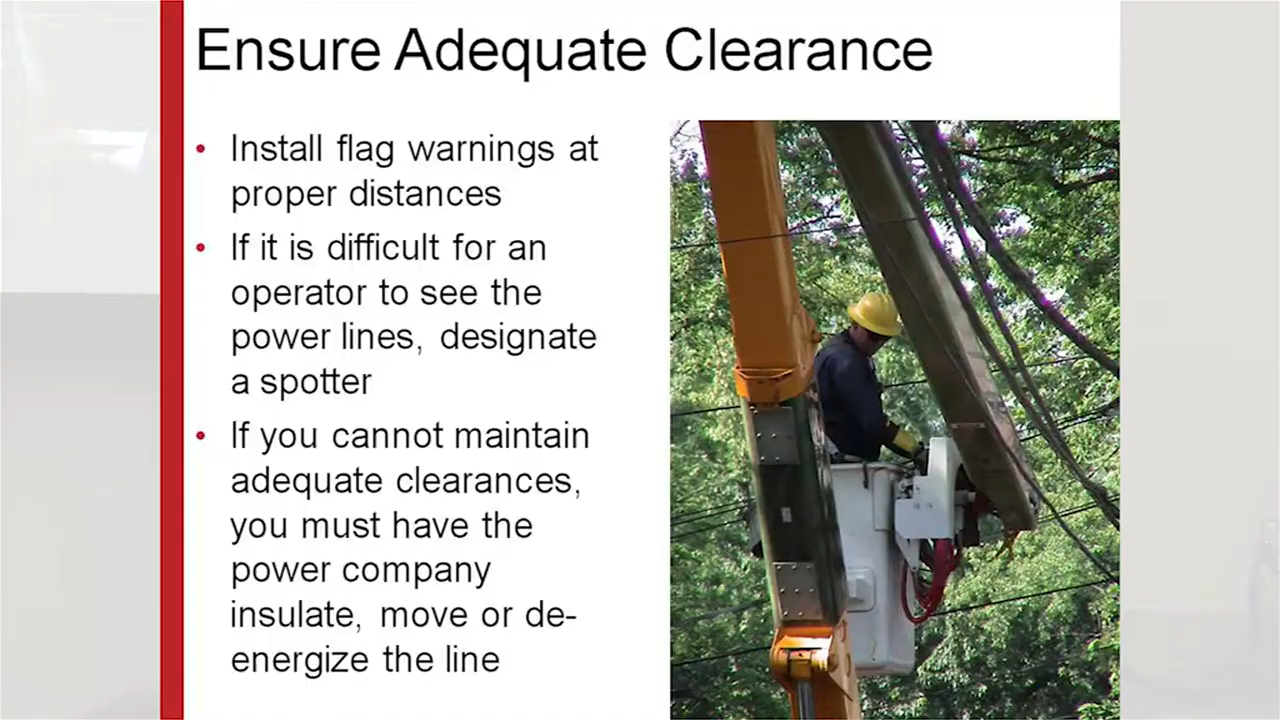 Ensure Adequate Clearance
• Install flag warnings at
proper distances
• If it is difficult for an
operator to see the
power lines, designate
a spotter
• If you cannot maintain
adequate clearances,
you must have the
power company
insulate, move or de-
energize the line